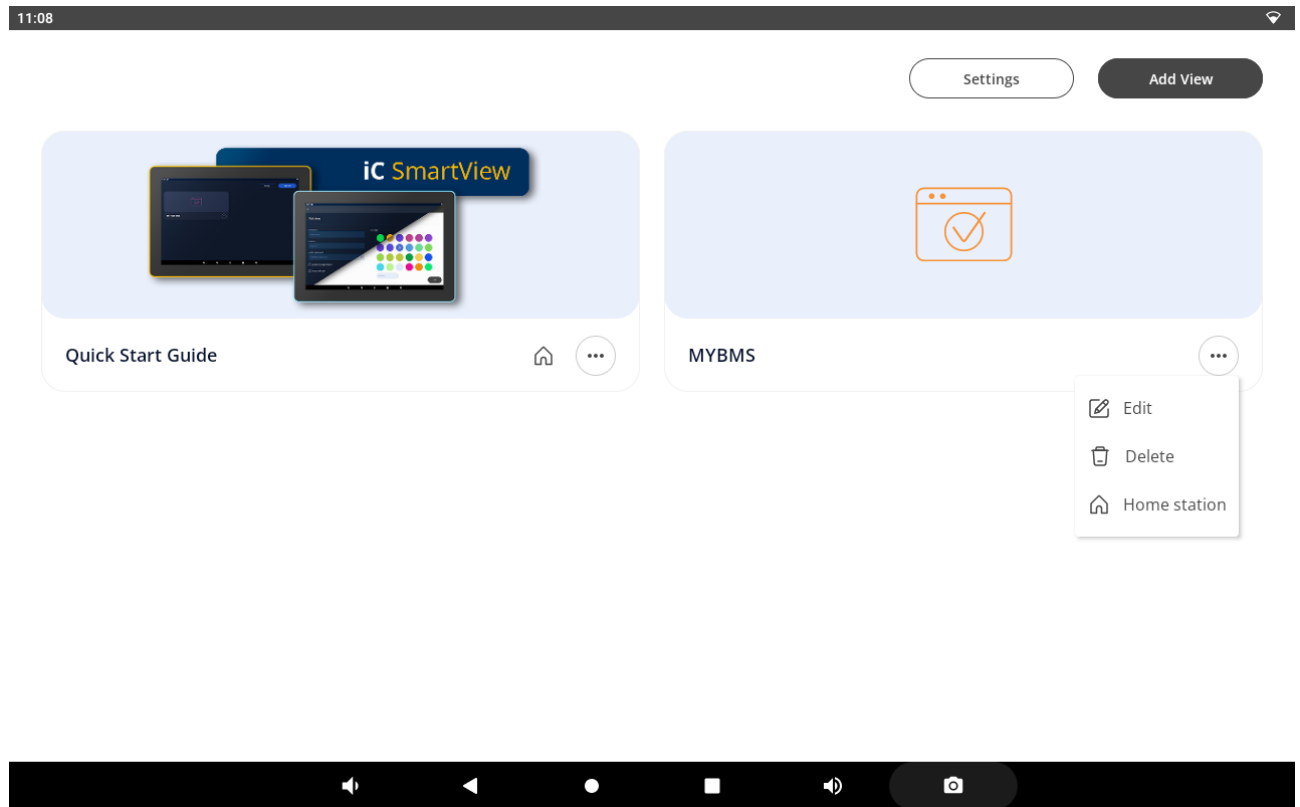 11:08
Settings
Add View
iC SmartView
Quick Start Guide
MYBMS
Edit
Delete
Home station